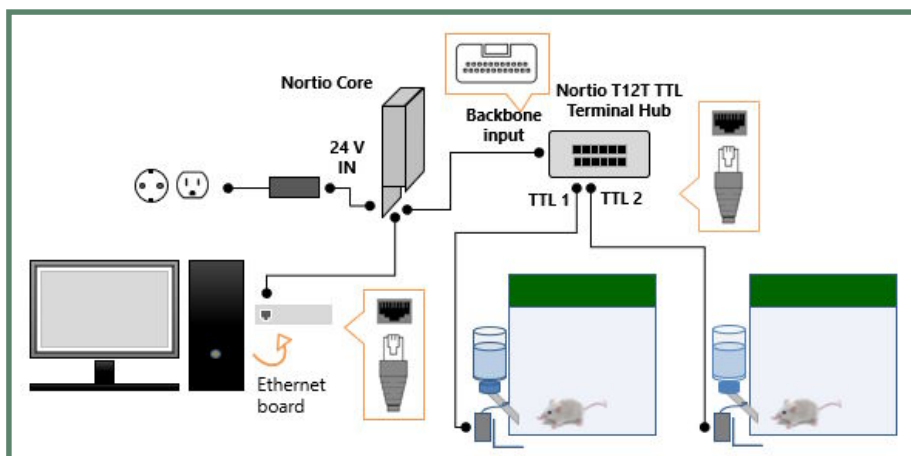 Nortio Core
24 V
IN
Backbone
input
Nortio T12T TTL
Terminal Hub
TTL 1
TTL 2
Ethernet
board